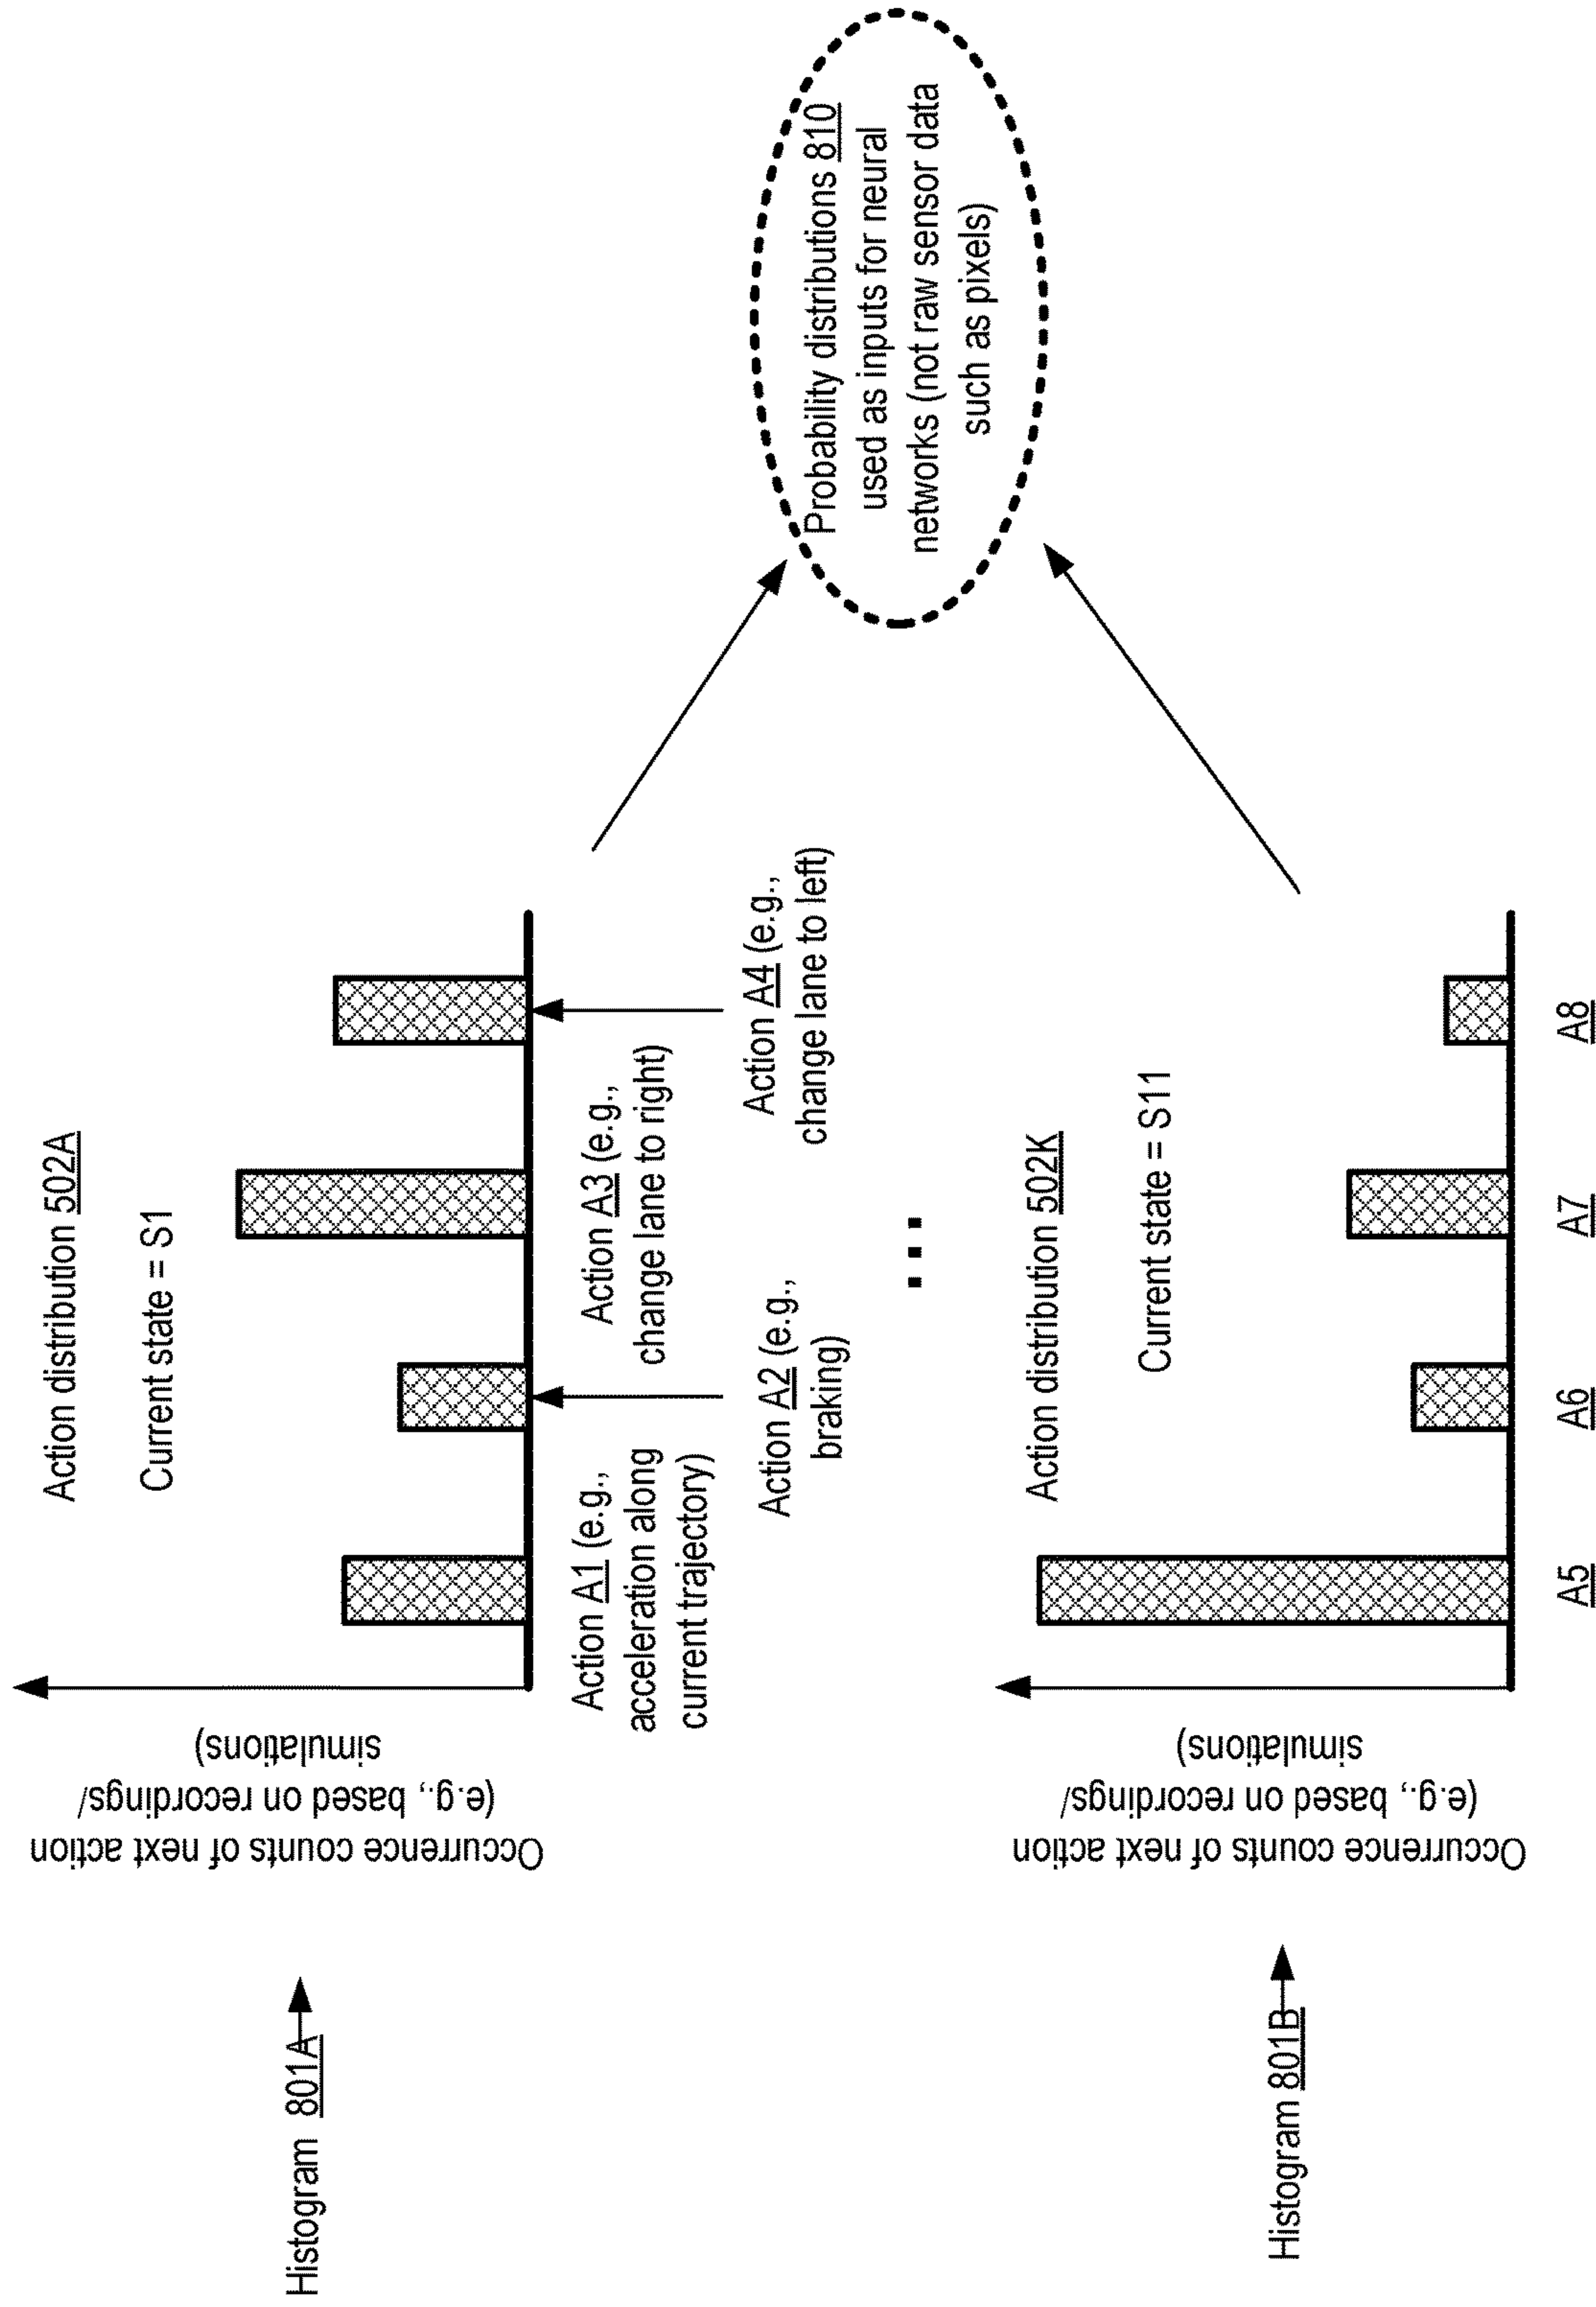 Histogram 801A
Occurrence counts of next action
(e.g., based on recordings/
simulations)
Action distribution 502A
Current state = S1
Action A1 (e.g.,
acceleration along
current trajectory)
Action A2 (e.g.,
braking)
Action A3 (e.g.,
change lane to right)
Action A4 (e.g.,
change lane to left)
Probability distributions 810
used as inputs for neural
networks (not raw sensor data
such as pixels)
...
Histogram 801B
Occurrence counts of next action
(e.g., based on recordings/
simulations)
Action distribution 502K
Current state = S11
A5
A6
A7
A8